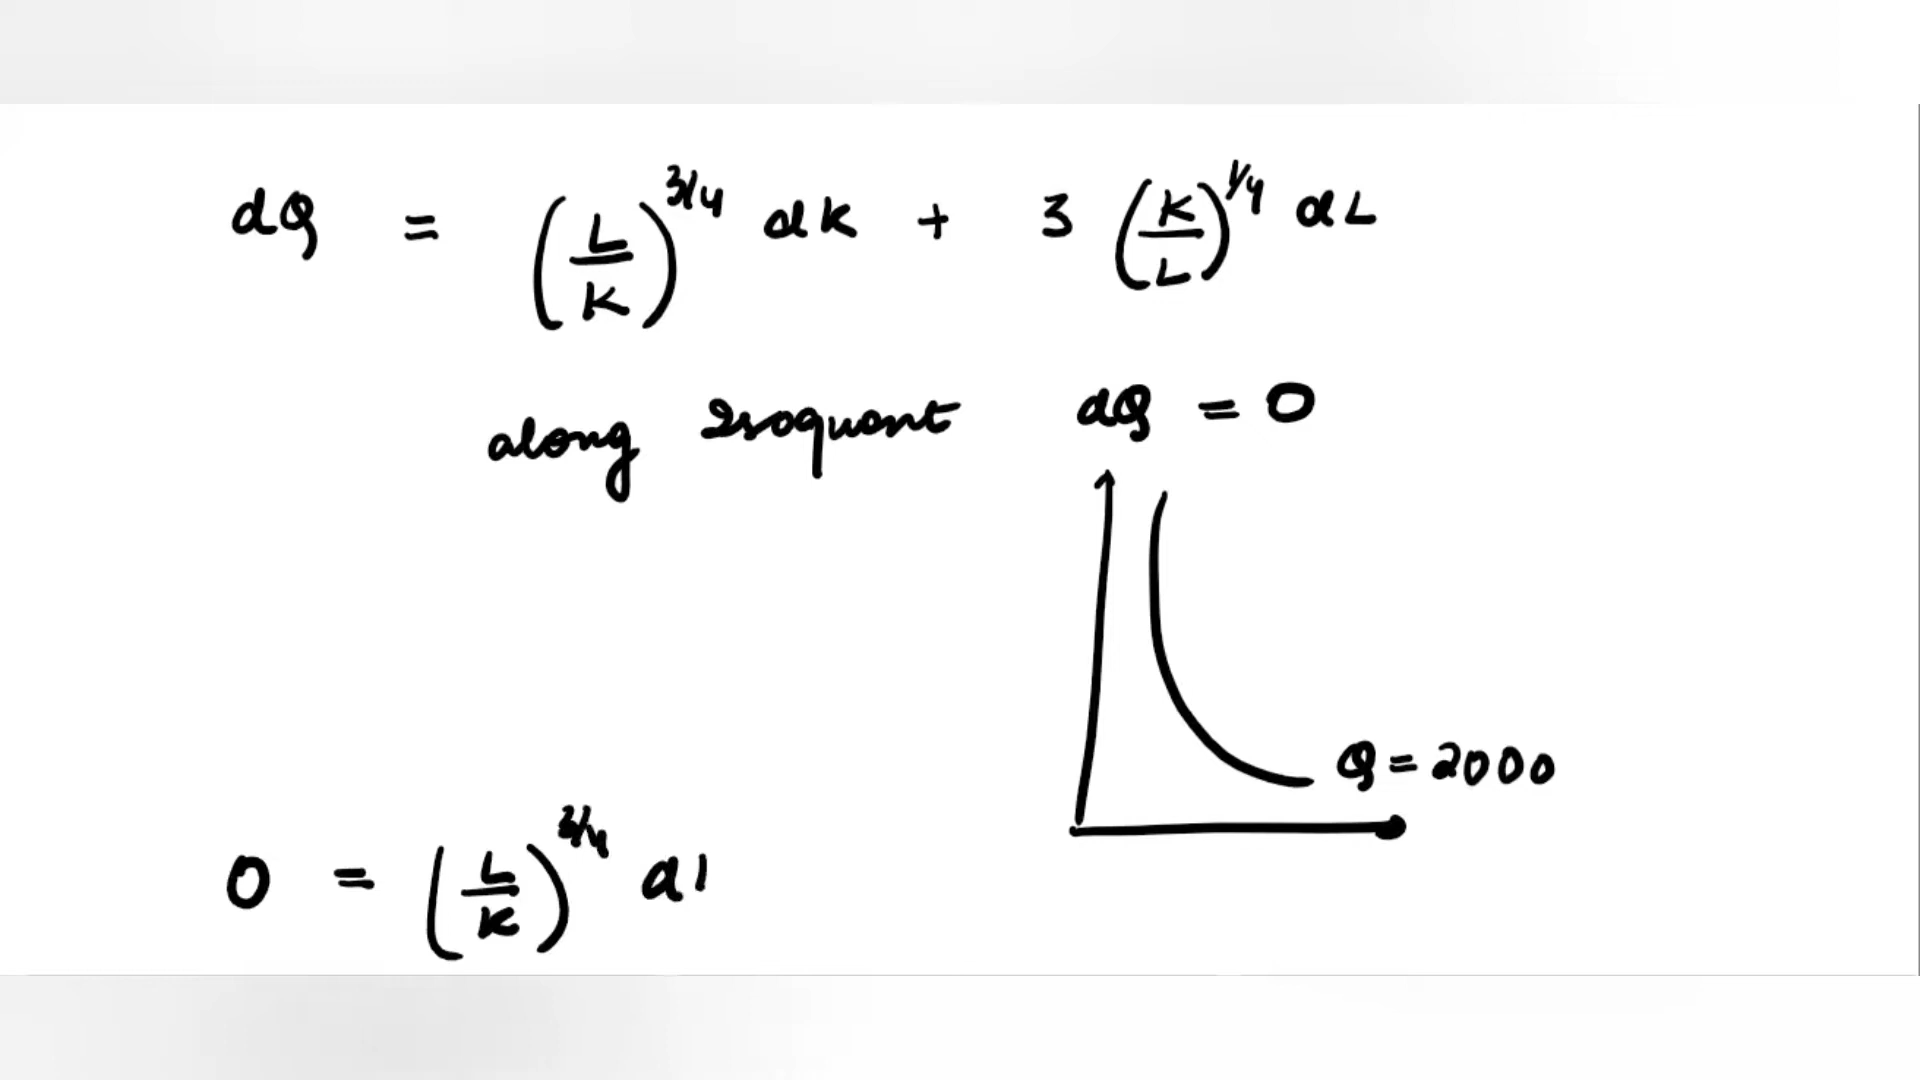 dQ = (L/K)^3/4 dK + 3 (K/L)^1/4 dL
along Isoquant dQ = 0
Q = 2000
0 = (L/K)^3/4 d